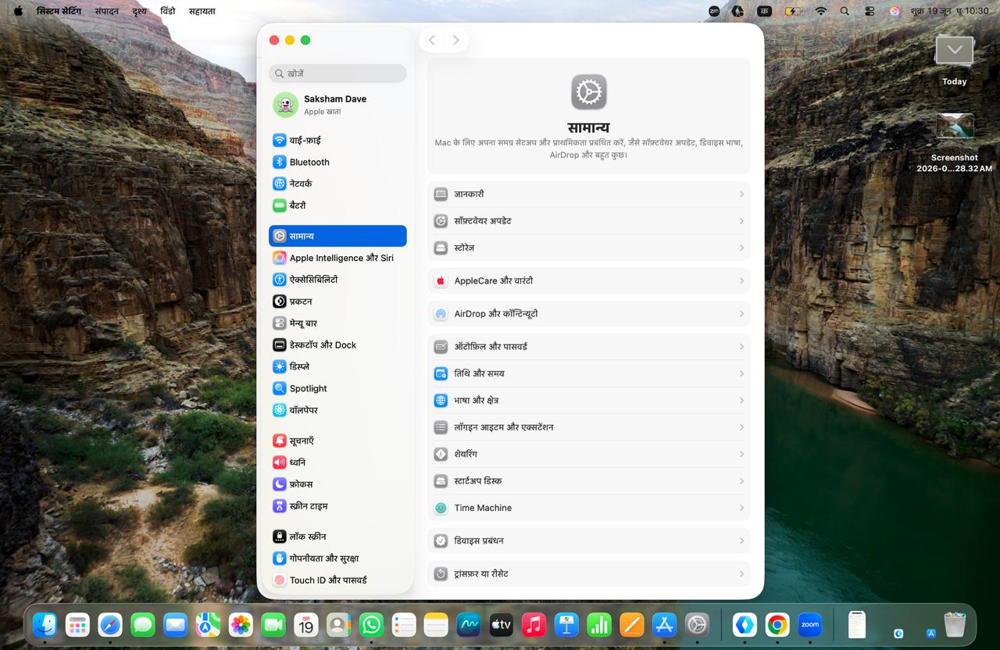 सिस्टम सेटिंग संपादन दृश्य विंडो सहायता
zm क शुक्र 19 जून पू 10:30
खोजें
Saksham Dave
Apple खाता
वाई-फ़ाई
Bluetooth
नेटवर्क
बैटरी
सामान्य
Apple Intelligence और Siri
ऐक्सेसिबिलिटी
प्रकटन
मेन्यू बार
डेस्कटॉप और Dock
डिस्प्ले
Spotlight
वॉलपेपर
सूचनाएँ
ध्वनि
फ़ोकस
स्क्रीन टाइम
लॉक स्क्रीन
गोपनीयता और सुरक्षा
Touch ID और पासवर्ड
सामान्य
Mac के लिए अपना समग्र सेटअप और प्राथमिकता प्रबंधित करें, जैसे सॉफ़्टवेयर अपडेट, डिवाइस भाषा,
AirDrop और बहुत कुछ।
जानकारी
सॉफ़्टवेयर अपडेट
स्टोरेज
AppleCare और वारंटी
AirDrop और कॉन्टिन्यूटी
ऑटोफ़िल और पासवर्ड
तिथि और समय
भाषा और क्षेत्र
लॉगइन आइटम और एक्सटेंशन
शेयरिंग
स्टार्टअप डिस्क
Time Machine
डिवाइस प्रबंधन
ट्रांसफ़र या रीसेट
Today
Screenshot
2026-0...28.32 AM
जून
19
tv
zoom